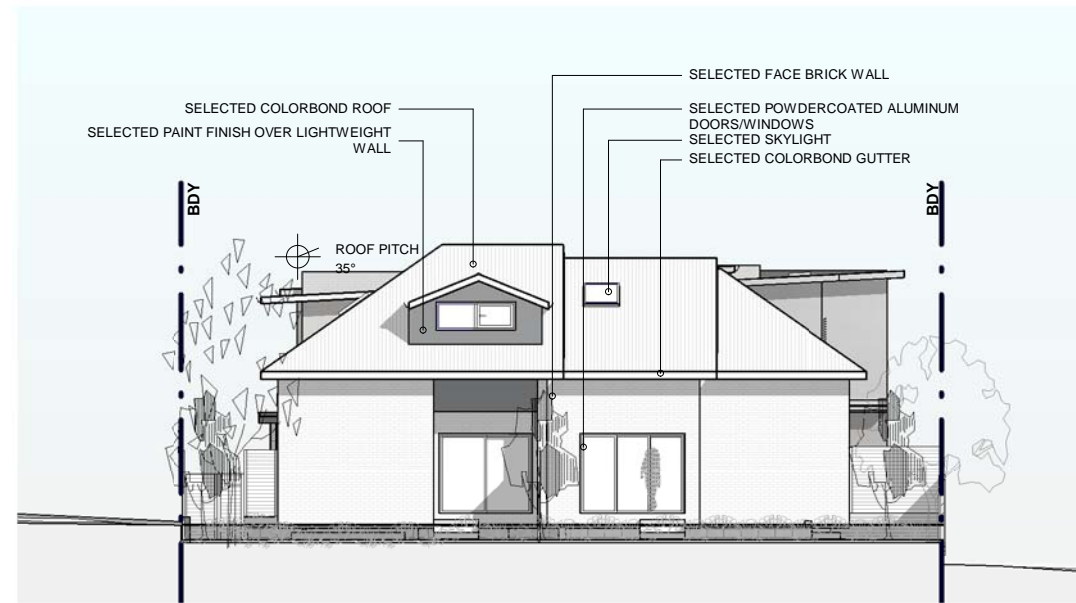 SELECTED FACE BRICK WALL
SELECTED COLORBOND ROOF
SELECTED POWDERCOATED ALUMINUM
DOORS/WINDOWS
SELECTED PAINT FINISH OVER LIGHTWEIGHT
WALL
SELECTED SKYLIGHT
SELECTED COLORBOND GUTTER
BDY
BDY
ROOF PITCH
35°